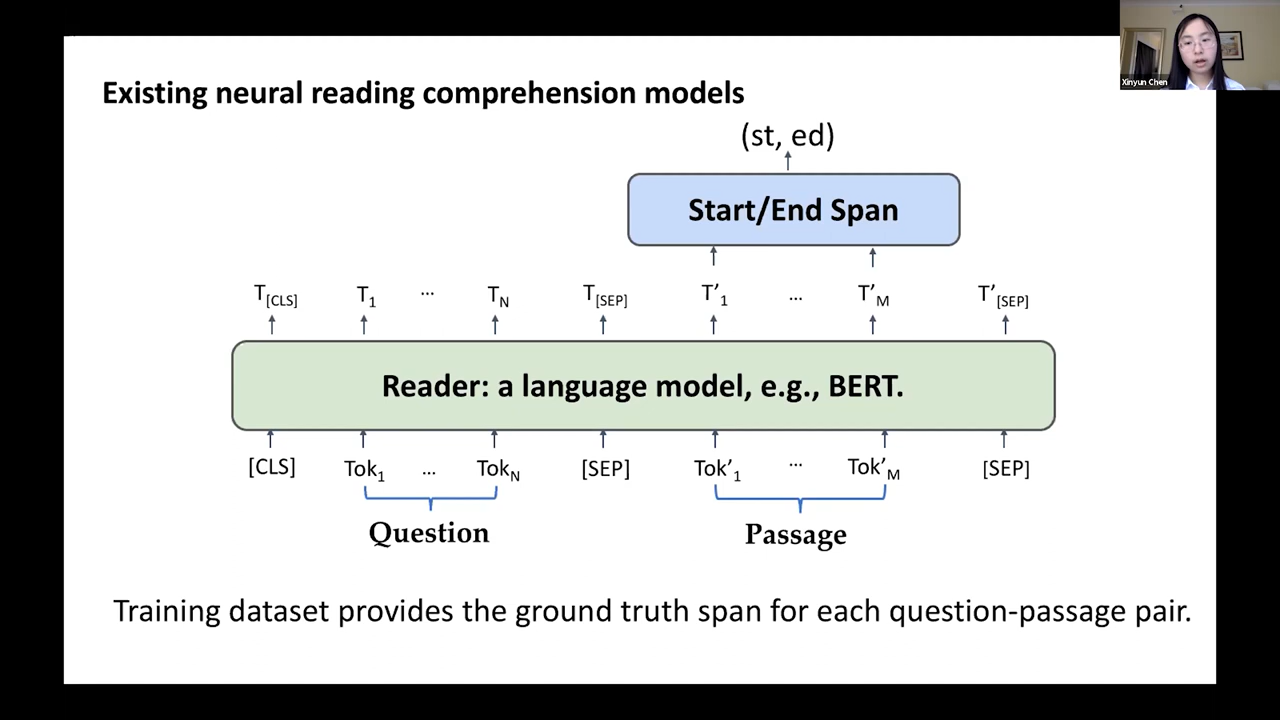 Xinyun Chen
Existing neural reading comprehension models
(st, ed)
Start/End Span
T[CLS] T1 ... TN T[SEP] T’1 ... T’M T’[SEP]
Reader: a language model, e.g., BERT.
[CLS] Tok1 ... TokN [SEP] Tok’1 ... Tok’M [SEP]
Question Passage
Training dataset provides the ground truth span for each question-passage pair.